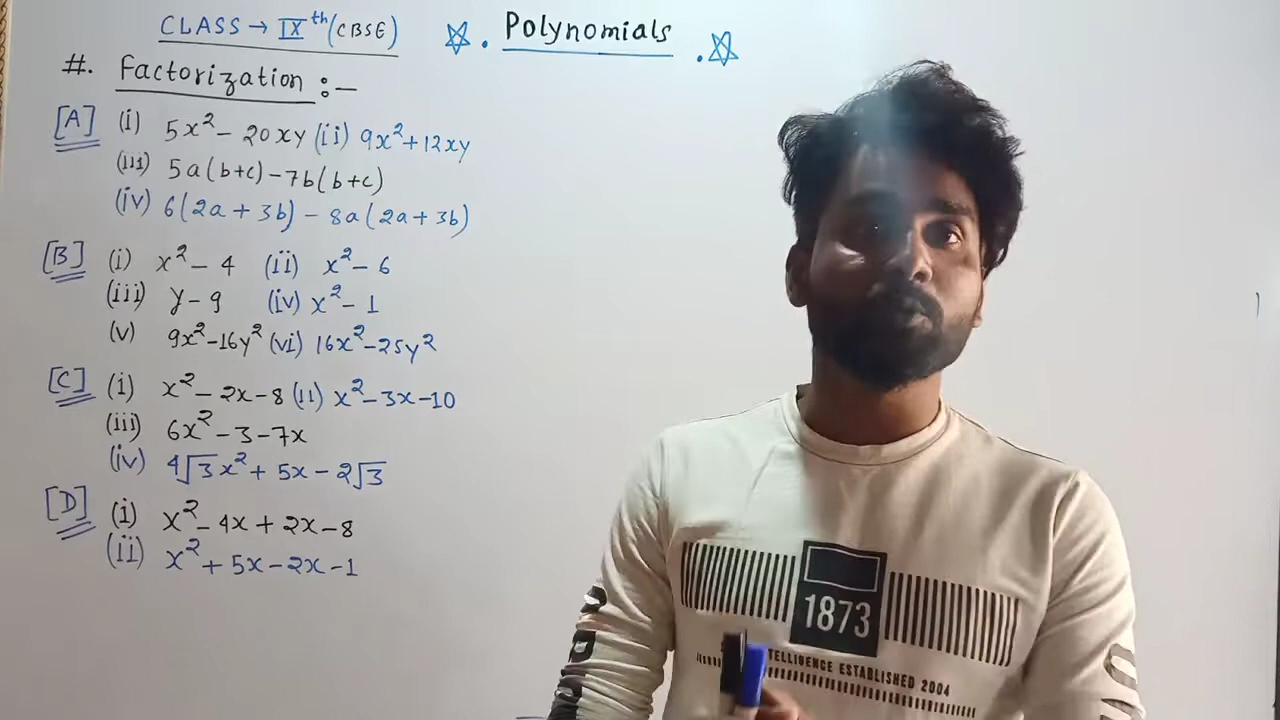 CLASS → IXth (CBSE) ☆ . Polynomials . ☆
#. Factorization :-
[A] (i) 5x² - 20xy (ii) 9x² + 12xy
(iii) 5a(b+c) - 7b(b+c)
(iv) 6(2a + 3b) - 8a(2a + 3b)
[B] (i) x² - 4 (ii) x² - 6
(iii) y - 9 (iv) x² - 1
(v) 9x² - 16y² (vi) 16x² - 25y²
[C] (i) x² - 2x - 8 (ii) x² - 3x - 10
(iii) 6x² - 3 - 7x
(iv) 4√3x² + 5x - 2√3
[D] (i) x² - 4x + 2x - 8
(ii) x² + 5x - 2x - 1
1873
TELLIGENCE ESTABLISHED 2004